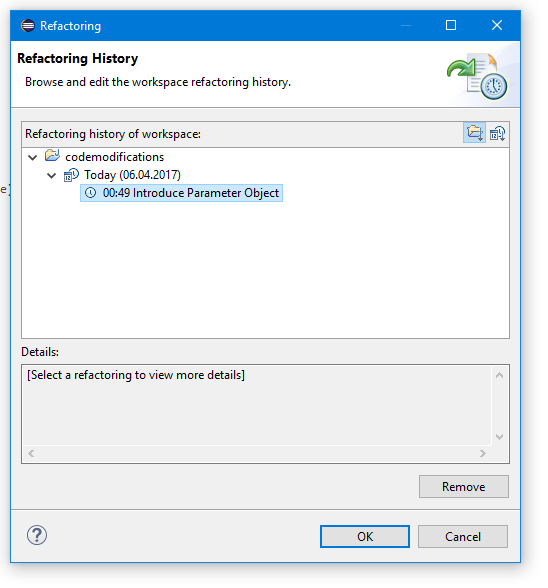 Refactoring
Refactoring History
Browse and edit the workspace refactoring history.
Refactoring history of workspace:
codemodifications
Today (06.04.2017)
00:49 Introduce Parameter Object
Details:
[Select a refactoring to view more details]
Remove
?
OK
Cancel